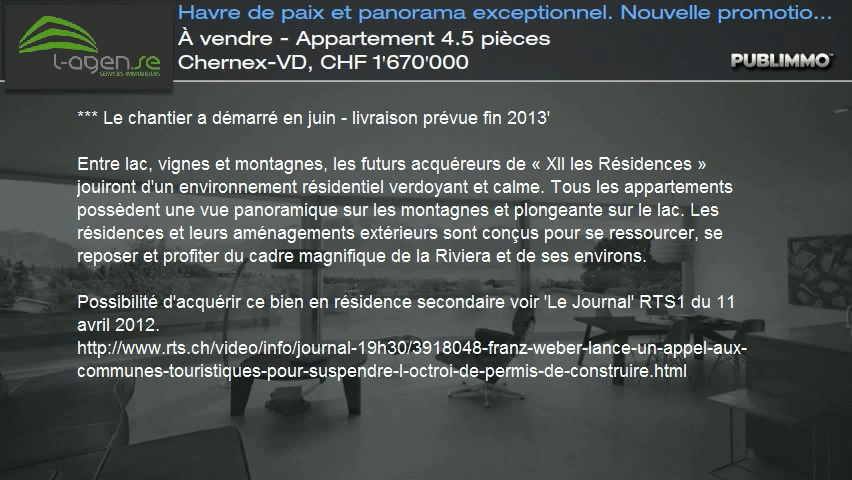 Havre de paix et panorama exceptionnel. Nouvelle promotio...
L-agen.se
SERVICES IMMOBILIERS
À vendre - Appartement 4.5 pièces
Chernex-VD, CHF 1'670'000
PUBLIMMO
*** Le chantier a démarré en juin - livraison prévue fin 2013'
Entre lac, vignes et montagnes, les futurs acquéreurs de « XII les Résidences »
jouiront d'un environnement résidentiel verdoyant et calme. Tous les appartements
possèdent une vue panoramique sur les montagnes et plongeante sur le lac. Les
résidences et leurs aménagements extérieurs sont conçus pour se ressourcer, se
reposer et profiter du cadre magnifique de la Riviera et de ses environs.
Possibilité d'acquérir ce bien en résidence secondaire voir 'Le Journal' RTS1 du 11
avril 2012.
http://www.rts.ch/video/info/journal-19h30/3918048-franz-weber-lance-un-appel-aux-
communes-touristiques-pour-suspendre-l-octroi-de-permis-de-construire.html